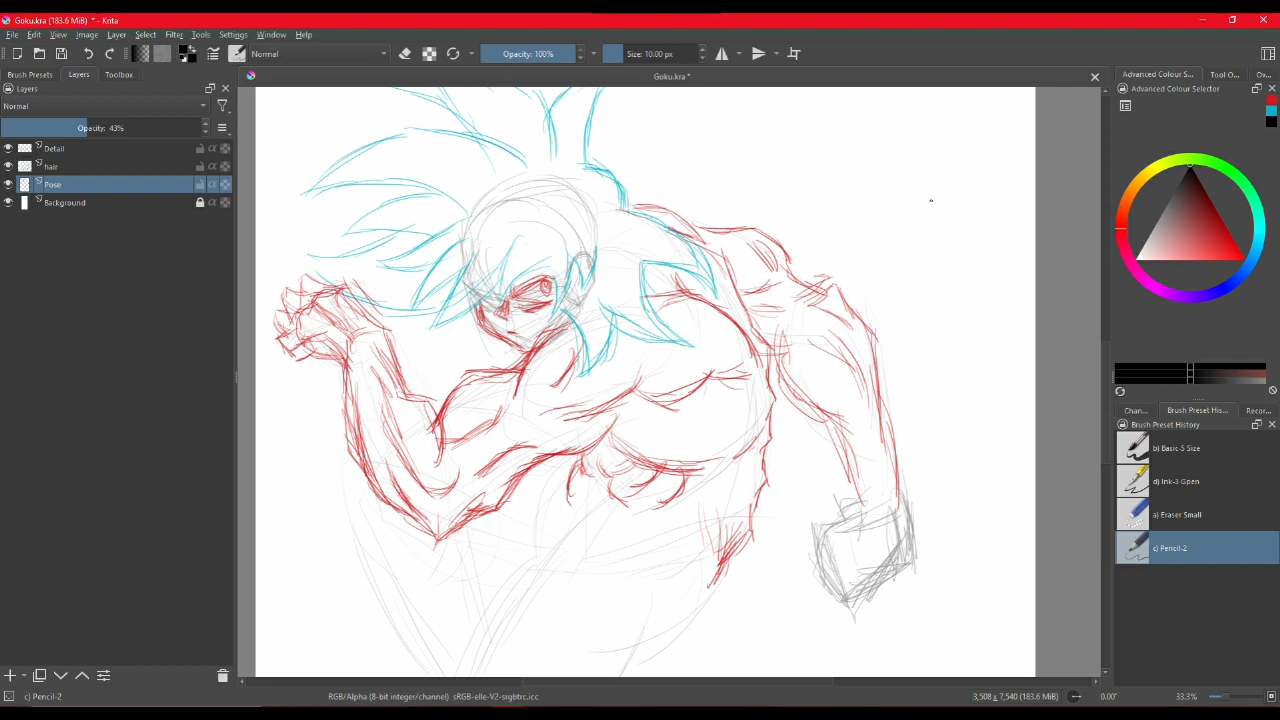 Goku.kra (183.6 MiB) * - Krita
File Edit View Image Layer Select Filter Tools Settings Window Help
Normal Opacity: 100% Size: 10.00 px
Brush Presets Layers Toolbox
Goku.kra *
Advanced Colour S... Tool O... Ov...
Layers
Advanced Colour Selector
Normal
Opacity: 43%
Detail
hair
Pose
Background
Chan... Brush Preset His... Recor...
Brush Preset History
b) Basic-5 Size
d) Ink-3 Gpen
a) Eraser Small
c) Pencil-2
c) Pencil-2 RGB/Alpha (8-bit integer/channel) sRGB-elle-V2-srgbtrc.icc 3,508 x 7,540 (183.6 MiB) 0.00° 33.3%